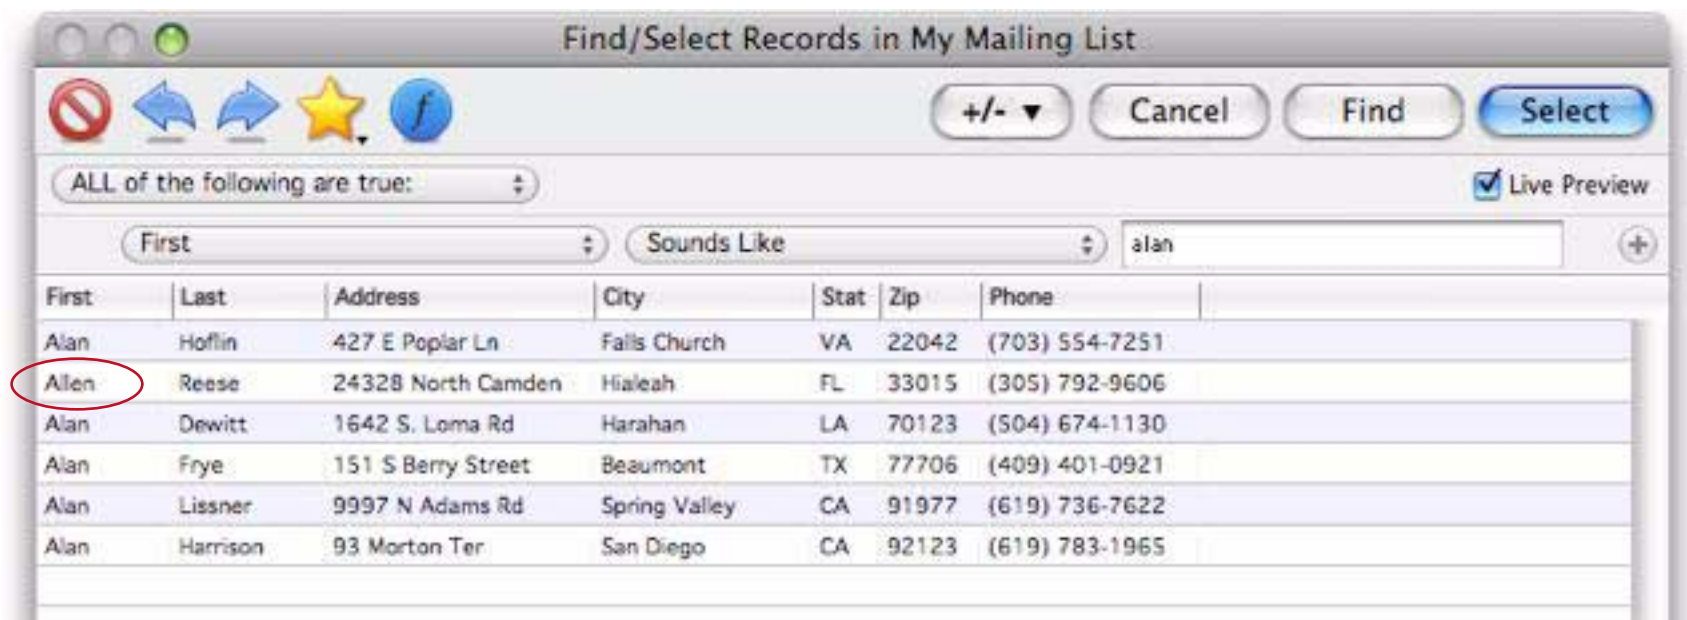 Find/Select Records in My Mailing List
f +/- ▼ Cancel Find Select
ALL of the following are true: Live Preview
First Sounds Like alan +
First Last Address City Stat Zip Phone
Alan Hoflin 427 E Poplar Ln Falls Church VA 22042 (703) 554-7251
Allen Reese 24328 North Camden Hialeah FL 33015 (305) 792-9606
Alan Dewitt 1642 S. Loma Rd Harahan LA 70123 (504) 674-1130
Alan Frye 151 S Berry Street Beaumont TX 77706 (409) 401-0921
Alan Lissner 9997 N Adams Rd Spring Valley CA 91977 (619) 736-7622
Alan Harrison 93 Morton Ter San Diego CA 92123 (619) 783-1965